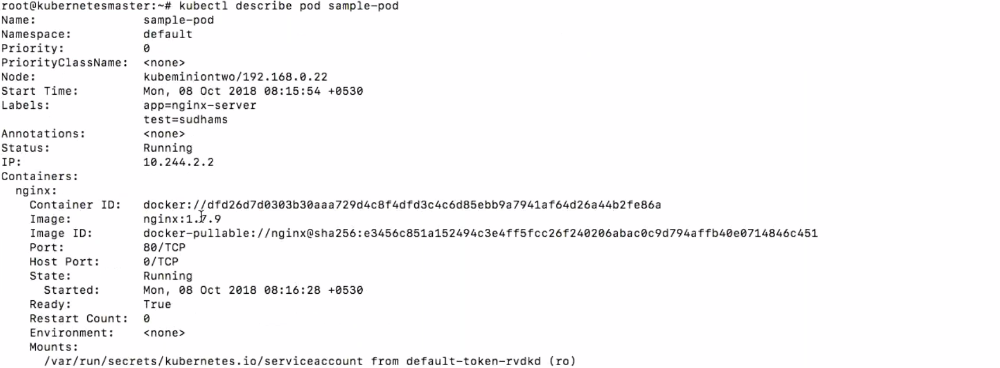 root@kubernetesmaster:~# kubectl describe pod sample-pod
Name: sample-pod
Namespace: default
Priority: 0
PriorityClassName: <none>
Node: kubeminiontwo/192.168.0.22
Start Time: Mon, 08 Oct 2018 08:15:54 +0530
Labels: app=nginx-server
test=sudhams
Annotations: <none>
Status: Running
IP: 10.244.2.2
Containers:
nginx:
Container ID: docker://dfd26d7d0303b30aaa729d4c8f4dfd3c4c6d85ebb9a7941af64d26a44b2fe86a
Image: nginx:1.7.9
Image ID: docker-pullable://nginx@sha256:e3456c851a152494c3e4ff5fcc26f240206abac0c9d794affb40e0714846c451
Port: 80/TCP
Host Port: 0/TCP
State: Running
Started: Mon, 08 Oct 2018 08:16:28 +0530
Ready: True
Restart Count: 0
Environment: <none>
Mounts:
/var/run/secrets/kubernetes.io/serviceaccount from default-token-rvdkd (ro)